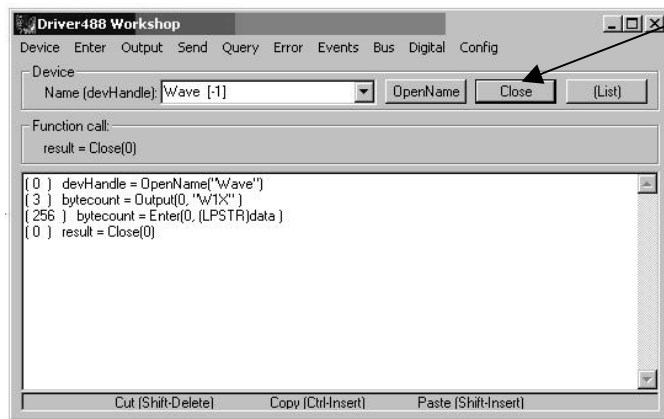 Driver488 Workshop
Device Enter Output Send Query Error Events Bus Digital Config
Device
Name (devHandle): Wave [-1] OpenName Close (List)
Function call:
result = Close(0)
( 0 ) devHandle = OpenName("Wave")
( 3 ) bytecount = Output(0, "W1X" )
( 256 ) bytecount = Enter(0, (LPSTR)data )
( 0 ) result = Close(0)
Cut (Shift-Delete) Copy (Ctrl-Insert) Paste (Shift-Insert)